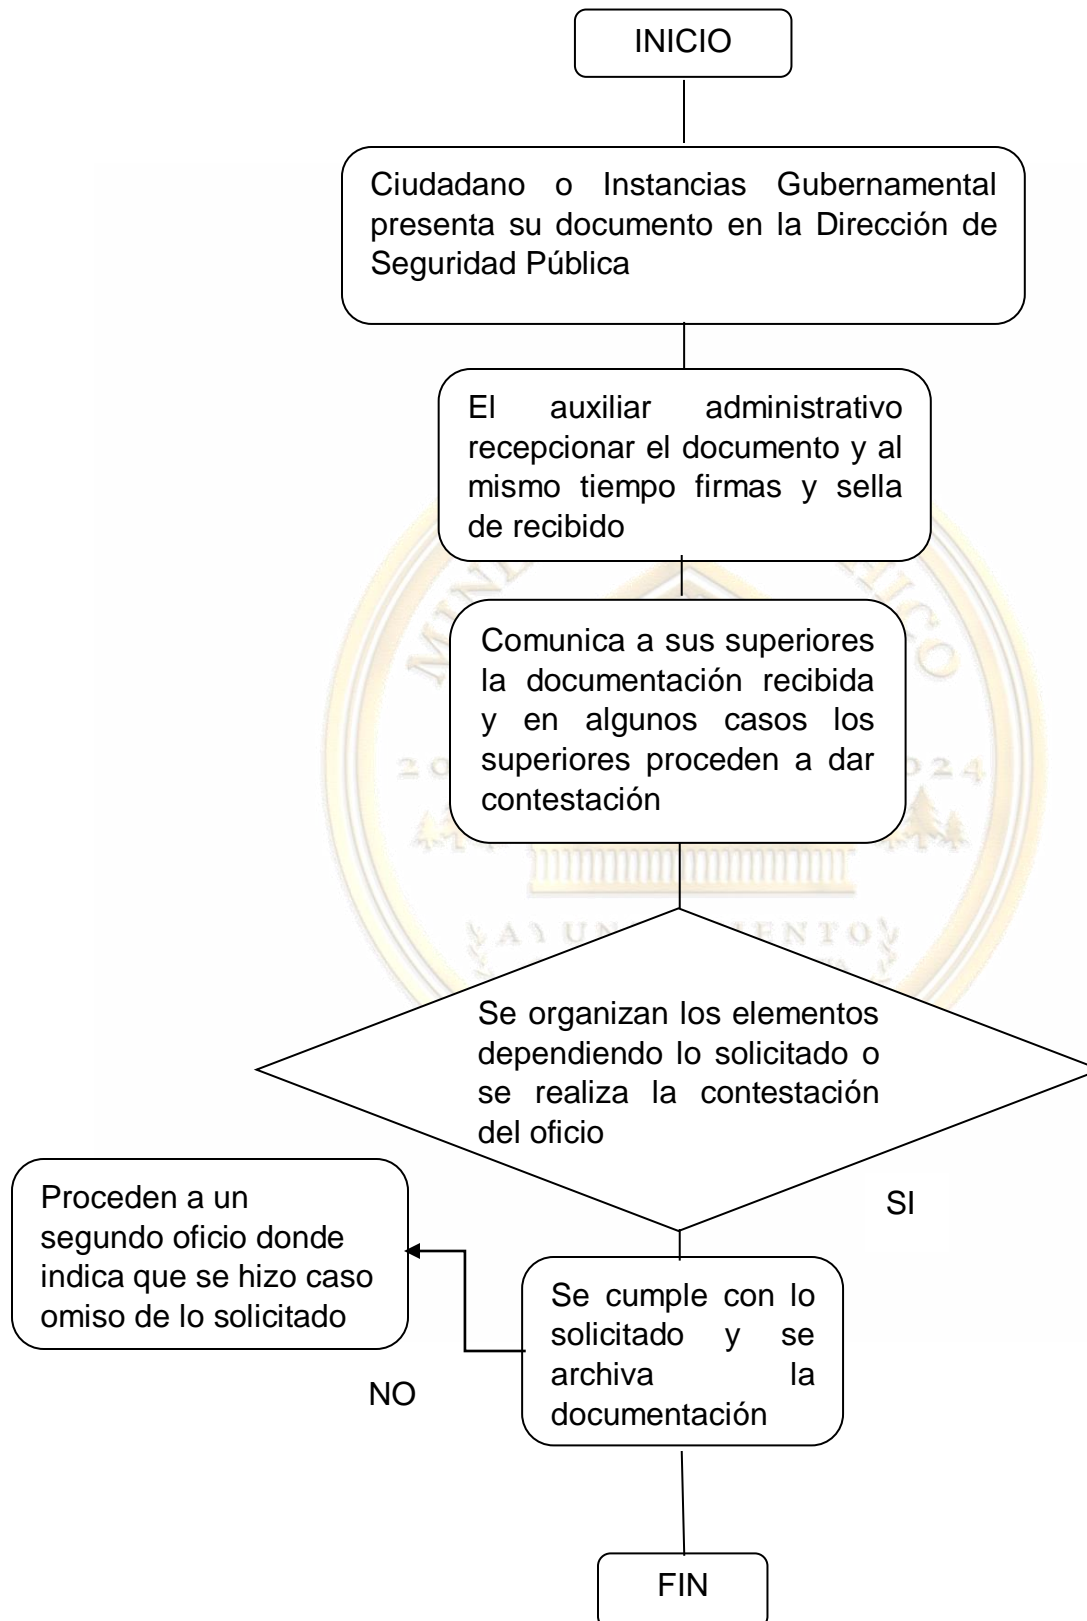 INICIO
Ciudadano o Instancias Gubernamental
presenta su documento en la Dirección de
Seguridad Pública
El auxiliar administrativo
recepcionar el documento y al
mismo tiempo firmas y sella
de recibido
Comunica a sus superiores
la documentación recibida
y en algunos casos los
superiores proceden a dar
contestación
Se organizan los elementos
dependiendo lo solicitado o
se realiza la contestación
del oficio
SI
Proceden a un
segundo oficio donde
indica que se hizo caso
omiso de lo solicitado
NO
Se cumple con lo
solicitado y se
archiva la
documentación
FIN